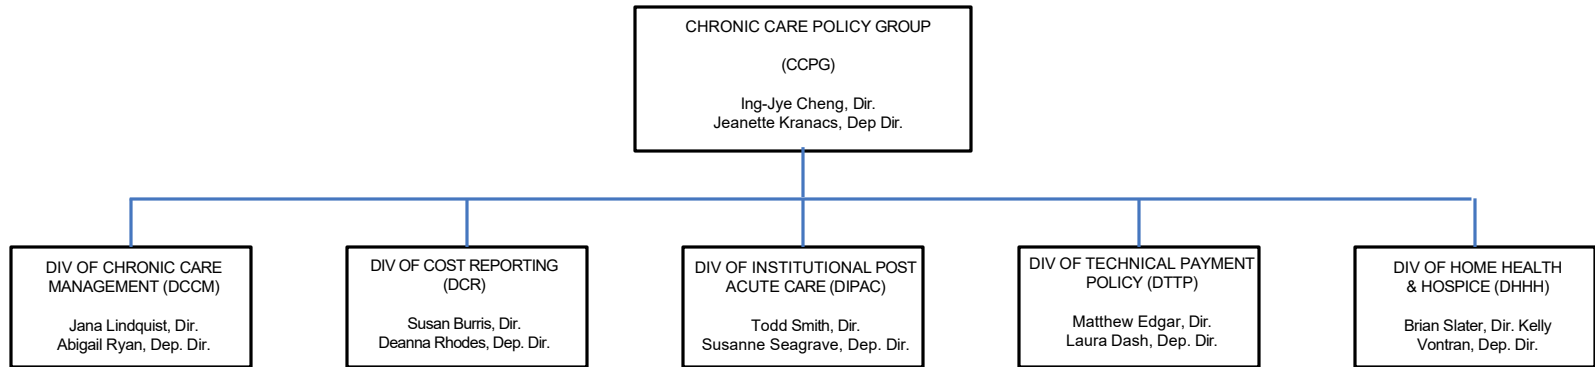 CHRONIC CARE POLICY GROUP
(CCPG)
Ing-Jye Cheng, Dir.
Jeanette Kranacs, Dep Dir.
DIV OF CHRONIC CARE
MANAGEMENT (DCCM)
Jana Lindquist, Dir.
Abigail Ryan, Dep. Dir.
DIV OF COST REPORTING
(DCR)
Susan Burris, Dir.
Deanna Rhodes, Dep. Dir.
DIV OF INSTITUTIONAL POST
ACUTE CARE (DIPAC)
Todd Smith, Dir.
Susanne Seagrave, Dep. Dir.
DIV OF TECHNICAL PAYMENT
POLICY (DTTP)
Matthew Edgar, Dir.
Laura Dash, Dep. Dir.
DIV OF HOME HEALTH
& HOSPICE (DHHH)
Brian Slater, Dir. Kelly
Vontran, Dep. Dir.